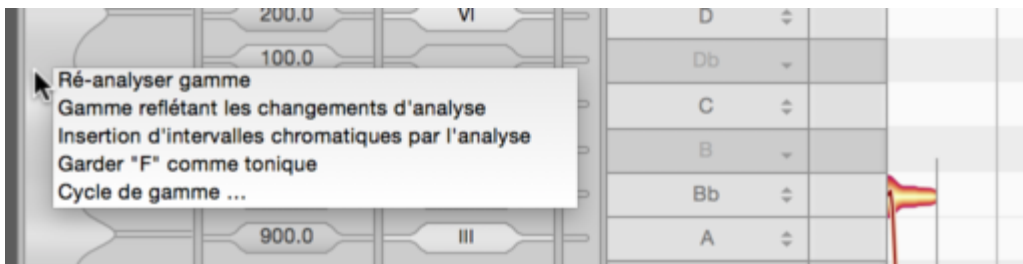 200.0 VI D
100.0 Db
Ré-analyser gamme
Gamme reflétant les changements d'analyse
C
Insertion d'intervalles chromatiques par l'analyse
B
Garder "F" comme tonique
Cycle de gamme ...
Bb
900.0 III A